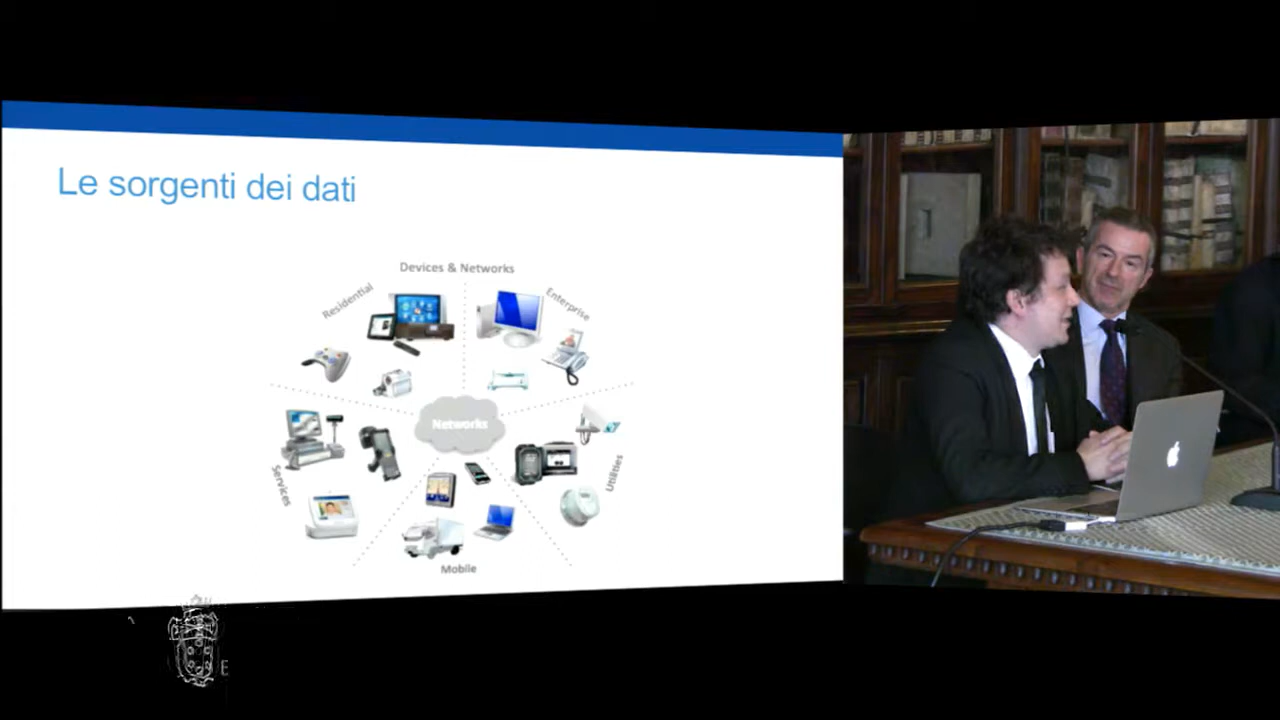 Le sorgenti dei dati
Devices & Networks
Residential
Enterprise
Networks
Services
Utilities
Mobile
E